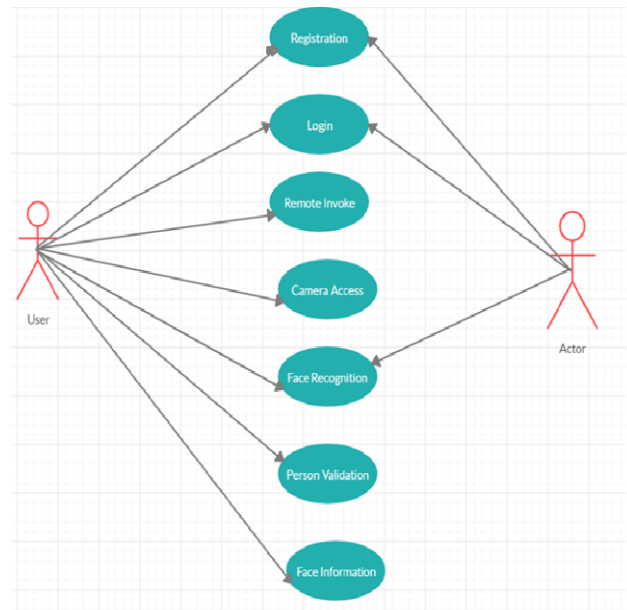 Registration
Login
Remote Invoke
Camera Access
User
Actor
Face Recognition
Person Validation
Face Information